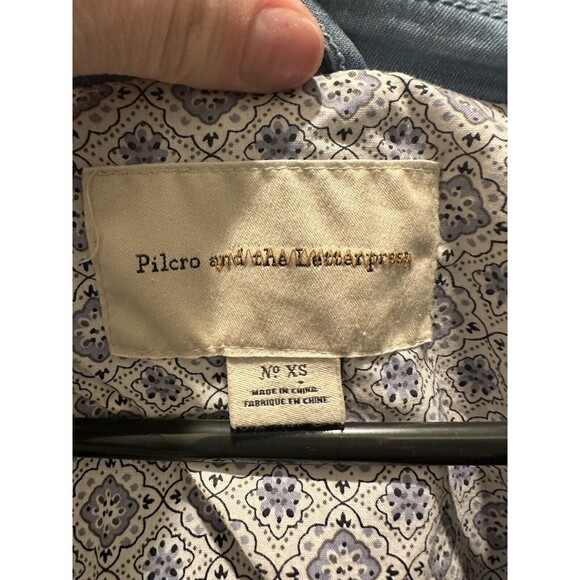 Pilcro and the Letterpress
Nº XS
MADE IN CHINA
FABRIQUE EN CHINE